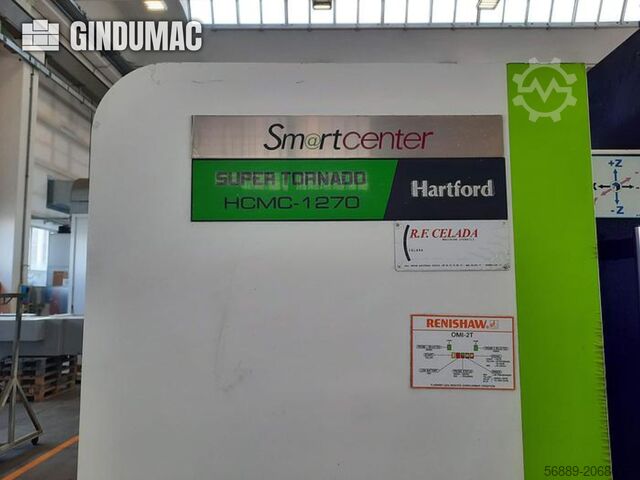 GINDUMAC
Sm@rtcenter
SUPER TORNADO
HCMC-1270
Hartford
R.F. CELADA
RENISHAW
OMI-2T
+Z
-Z
56889-2068